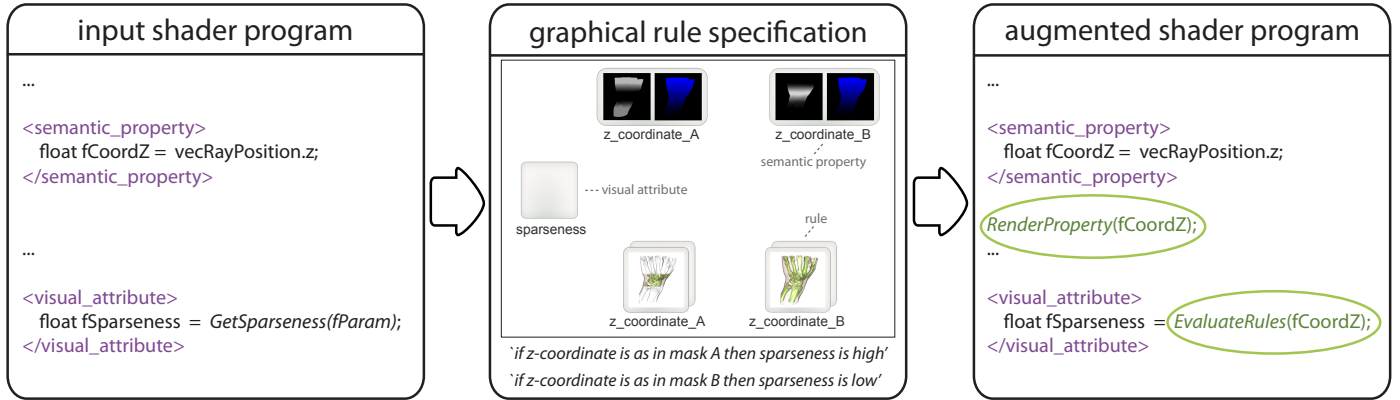 input shader program
...
<semantic_property>
float fCoordZ = vecRayPosition.z;
</semantic_property>
...
<visual_attribute>
float fSparseness = GetSparseness(fParam);
</visual_attribute>
graphical rule specification
z_coordinate_A
z_coordinate_B
semantic property
visual attribute
sparseness
rule
z_coordinate_A
z_coordinate_B
`if z-coordinate is as in mask A then sparseness is high’
`if z-coordinate is as in mask B then sparseness is low’
augmented shader program
...
<semantic_property>
float fCoordZ = vecRayPosition.z;
</semantic_property>
RenderProperty(fCoordZ);
...
<visual_attribute>
float fSparseness = EvaluateRules(fCoordZ);
</visual_attribute>